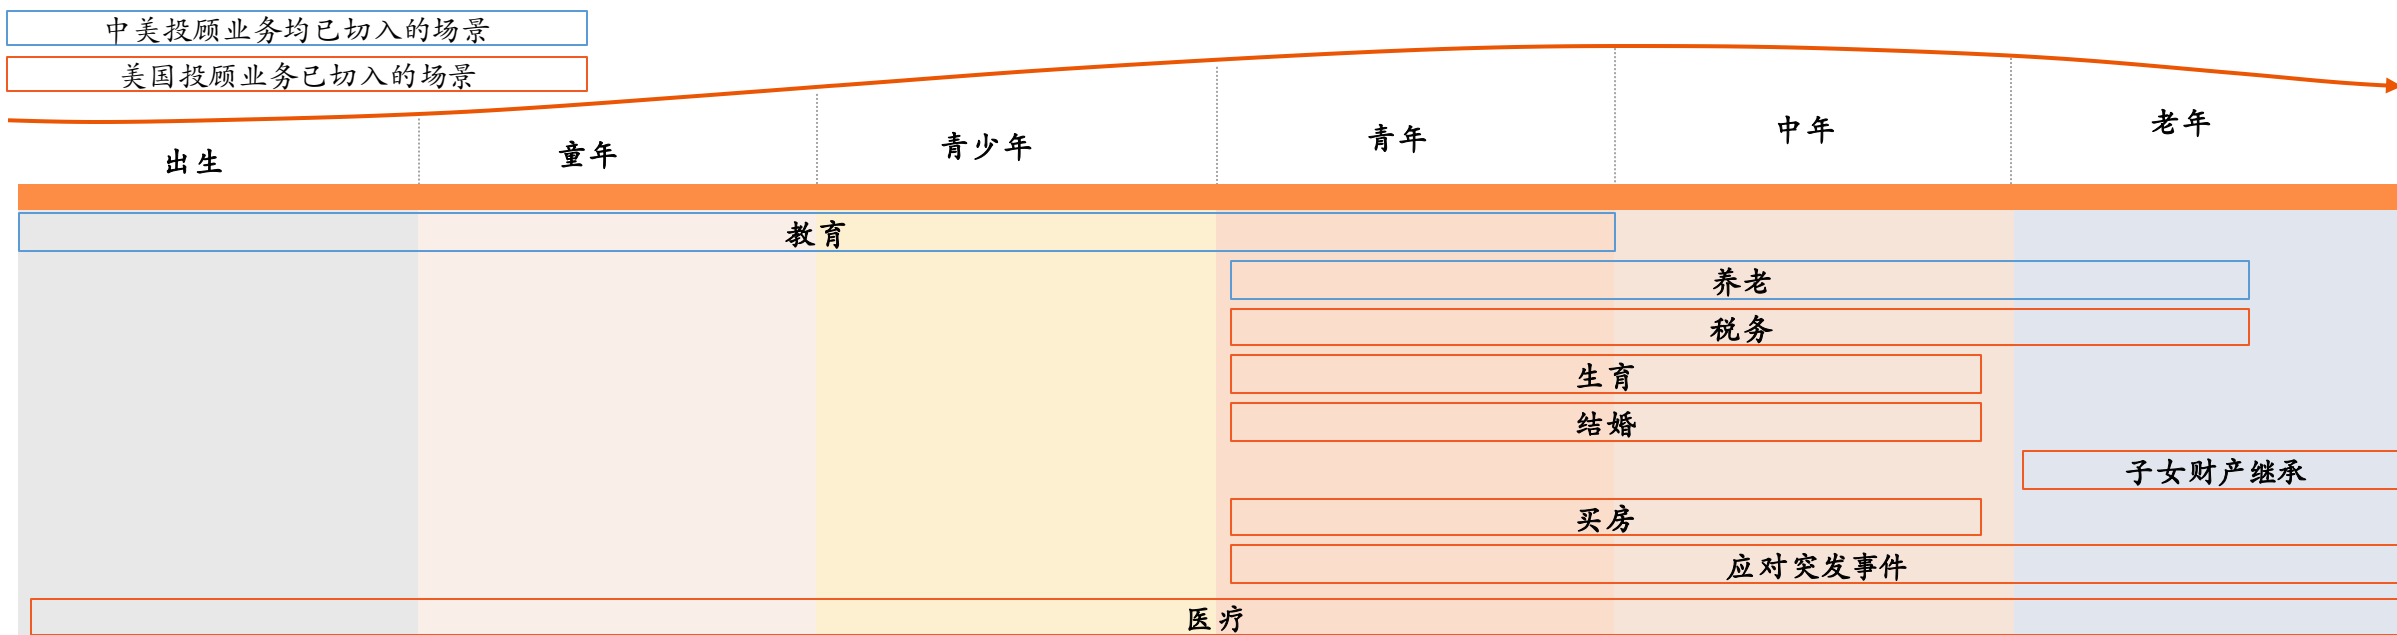 中美投顾业务均已切入的场景
美国投顾业务已切入的场景
出生
童年
青少年
青年
中年
老年
教育
养老
税务
生育
结婚
子女财产继承
买房
应对突发事件
医疗